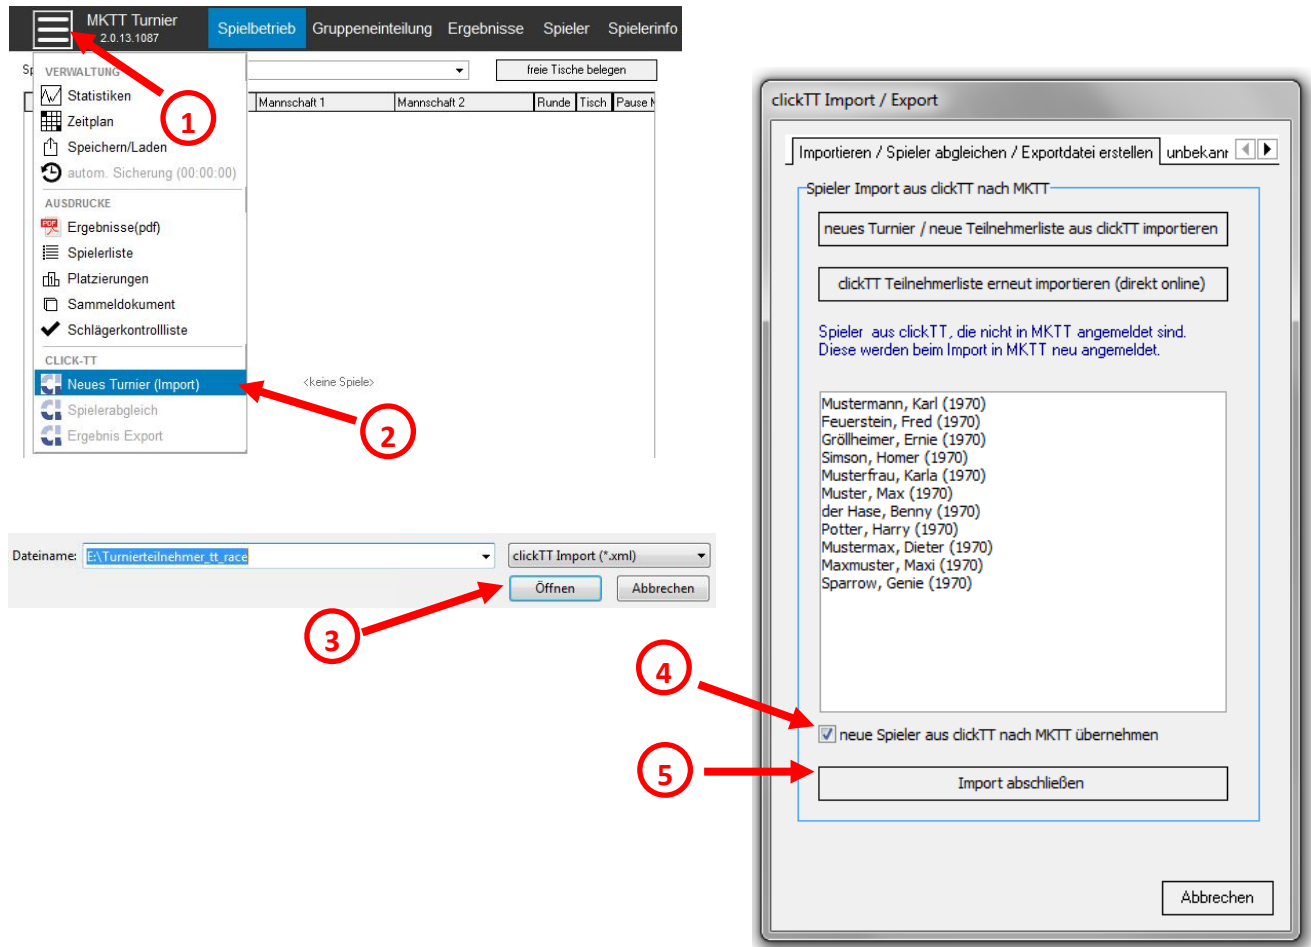 MKTT Turnier
2.0.13.1087
Spielbetrieb Gruppeneinteilung Ergebnisse Spieler Spielerinfo
freie Tische belegen
VERWALTUNG
Statistiken
Mannschaft 1 Mannschaft 2 Runde Tisch Pause
1
Zeitplan
Speichern/Laden
autom. Sicherung (00:00:00)
AUSDRUCKE
Ergebnisse(pdf)
Spielerliste
Platzierungen
Sammeldokument
Schlägerkontrollliste
CLICK-TT
Neues Turnier (Import)
<keine Spiele>
Spielerabgleich
2
Ergebnis Export
Dateiname: E:\Turnierteilnehmer_tt_race
clickTT Import (*.xml)
Öffnen Abbrechen
3
clickTT Import / Export
Importieren / Spieler abgleichen / Exportdatei erstellen unbekanr
Spieler Import aus clickTT nach MKTT
neues Turnier / neue Teilnehmerliste aus clickTT importieren
clickTT Teilnehmerliste erneut importieren (direkt online)
Spieler aus clickTT, die nicht in MKTT angemeldet sind.
Diese werden beim Import in MKTT neu angemeldet.
Mustermann, Karl (1970)
Feuerstein, Fred (1970)
Gröllheimer, Ernie (1970)
Simson, Homer (1970)
Musterfrau, Karla (1970)
Muster, Max (1970)
der Hase, Benny (1970)
Potter, Harry (1970)
Mustermax, Dieter (1970)
Maxmuster, Maxi (1970)
Sparrow, Genie (1970)
4
neue Spieler aus clickTT nach MKTT übernehmen
5
Import abschließen
Abbrechen